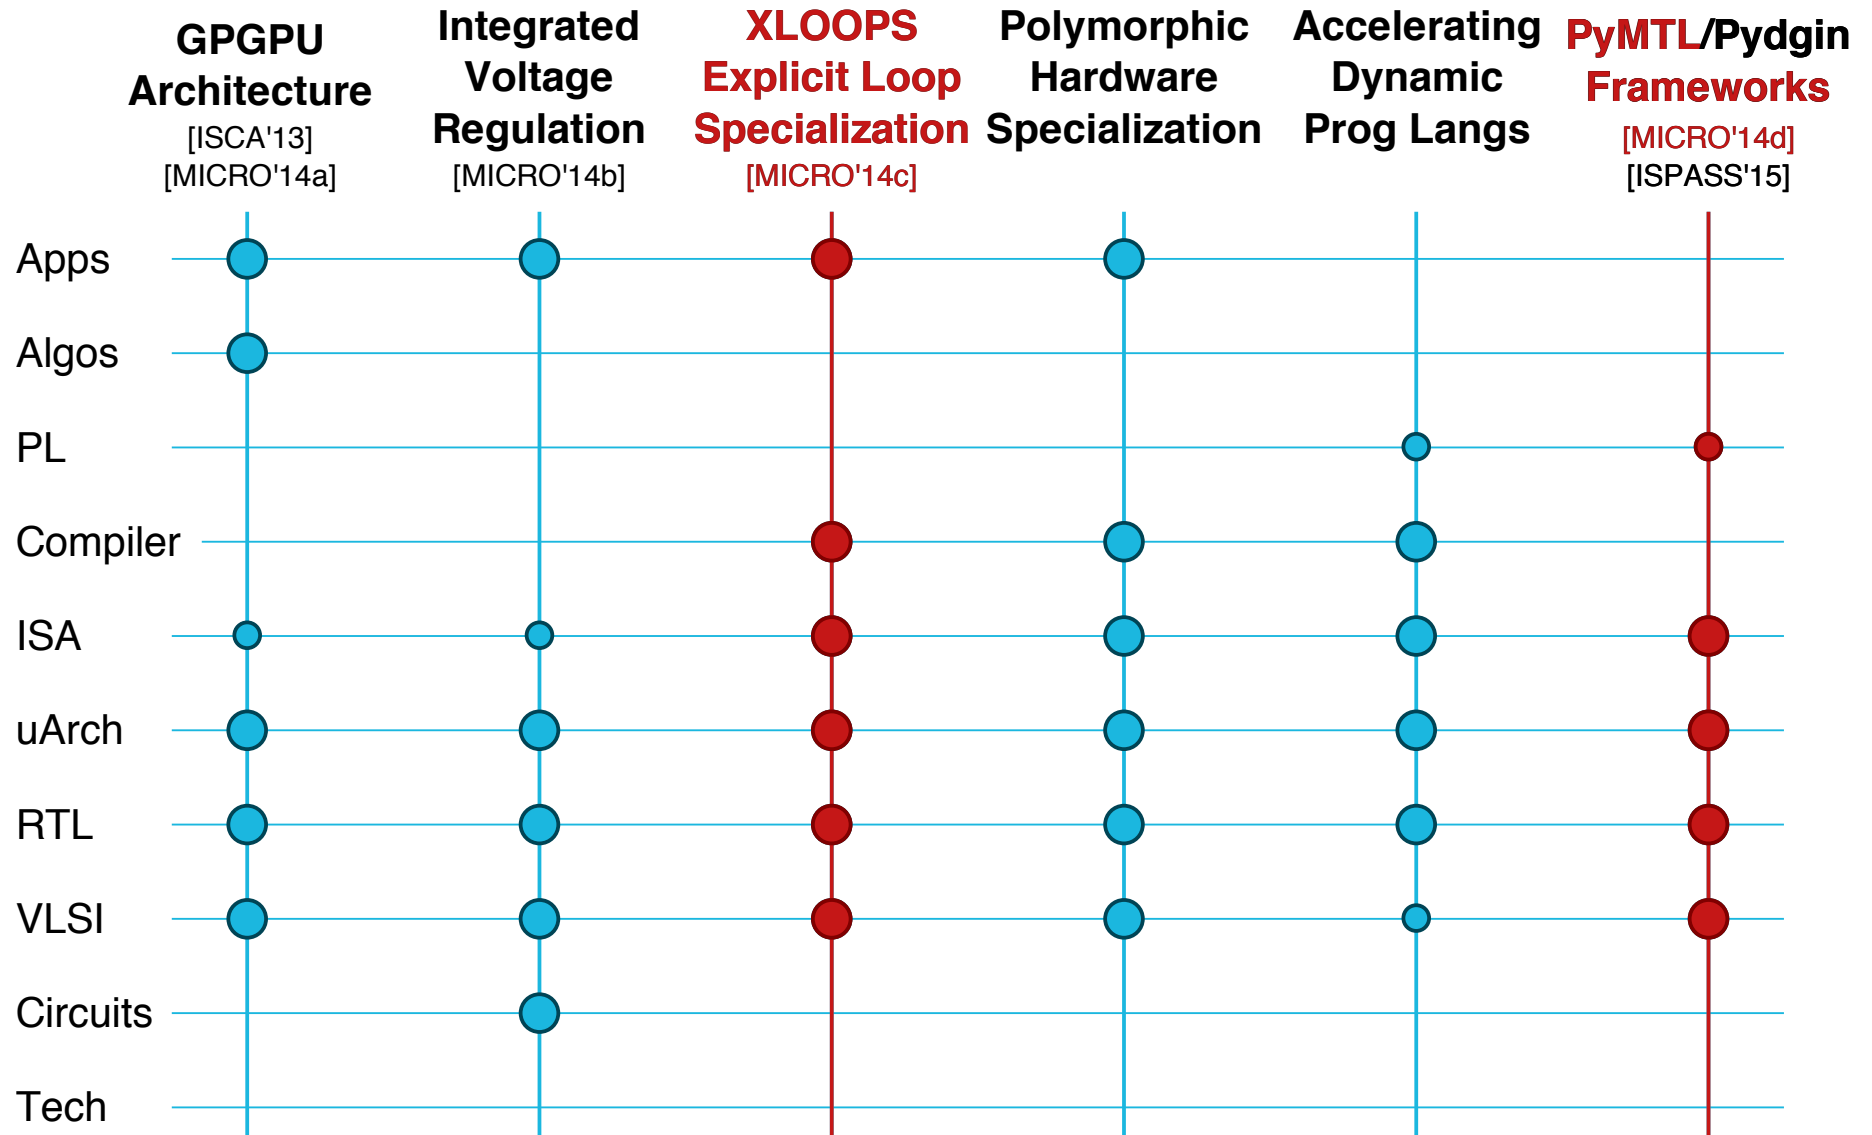 GPGPU
Architecture
[ISCA'13]
[MICRO'14a]
Integrated
Voltage
Regulation
[MICRO'14b]
XLOOPS
Explicit Loop
Specialization
[MICRO'14c]
Polymorphic
Hardware
Specialization
Accelerating
Dynamic
Prog Langs
PyMTL/Pydgin
Frameworks
[MICRO'14d]
[ISPASS'15]
Apps
Algos
PL
Compiler
ISA
uArch
RTL
VLSI
Circuits
Tech